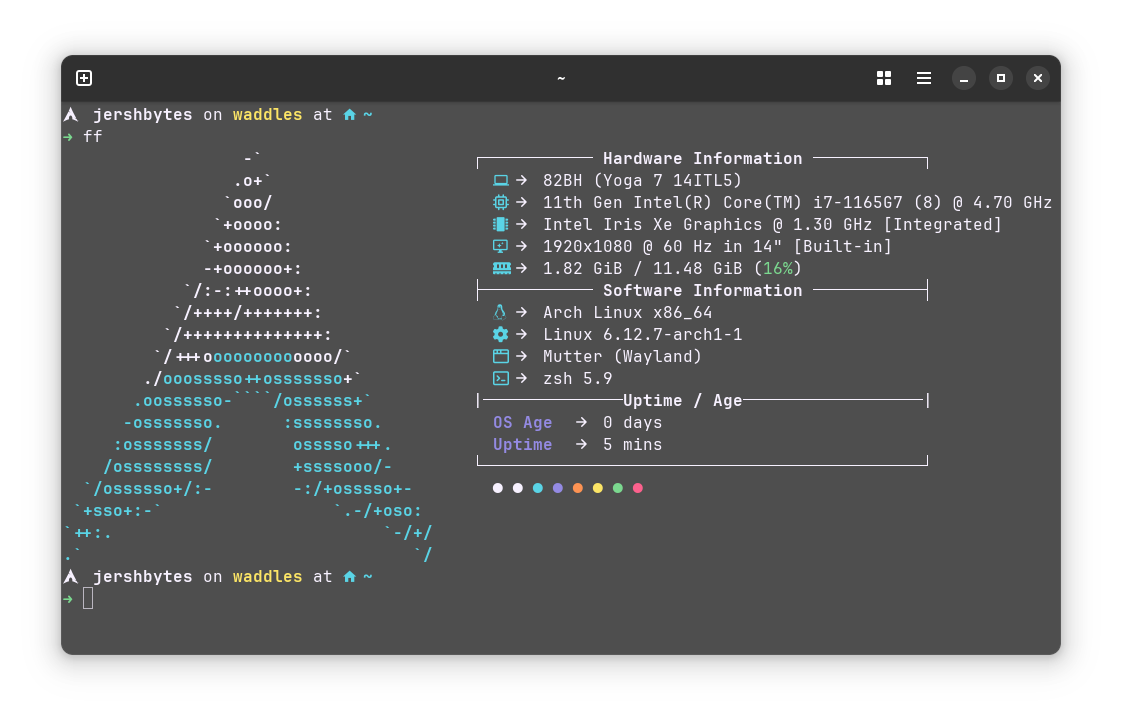 ~
jershbytes on waddles at ~
→ ff
-`
.o+`
`ooo/
`+oooo:
`+oooooo:
-+oooooo+:
`/:-:++oooo+:
`/++++/+++++++:
`/++++++++++++++:
`/+++ooooooooooooo/`
./ooosssso++osssssso+`
.oossssso-````/ossssss+`
-osssssso. :ssssssso.
:osssssss/ osssso+++.
/ossssssss/ +ssssooo/-
`/ossssso+/:- -:/+osssso+-
`+sso+:-` `.-/+oso:
`++:. `-/+/
.` `/
Hardware Information
→ 82BH (Yoga 7 14ITL5)
→ 11th Gen Intel(R) Core(TM) i7-1165G7 (8) @ 4.70 GHz
→ Intel Iris Xe Graphics @ 1.30 GHz [Integrated]
→ 1920x1080 @ 60 Hz in 14" [Built-in]
→ 1.82 GiB / 11.48 GiB (16%)
Software Information
→ Arch Linux x86_64
→ Linux 6.12.7-arch1-1
→ Mutter (Wayland)
→ zsh 5.9
Uptime / Age
OS Age → 0 days
Uptime → 5 mins
jershbytes on waddles at ~
→